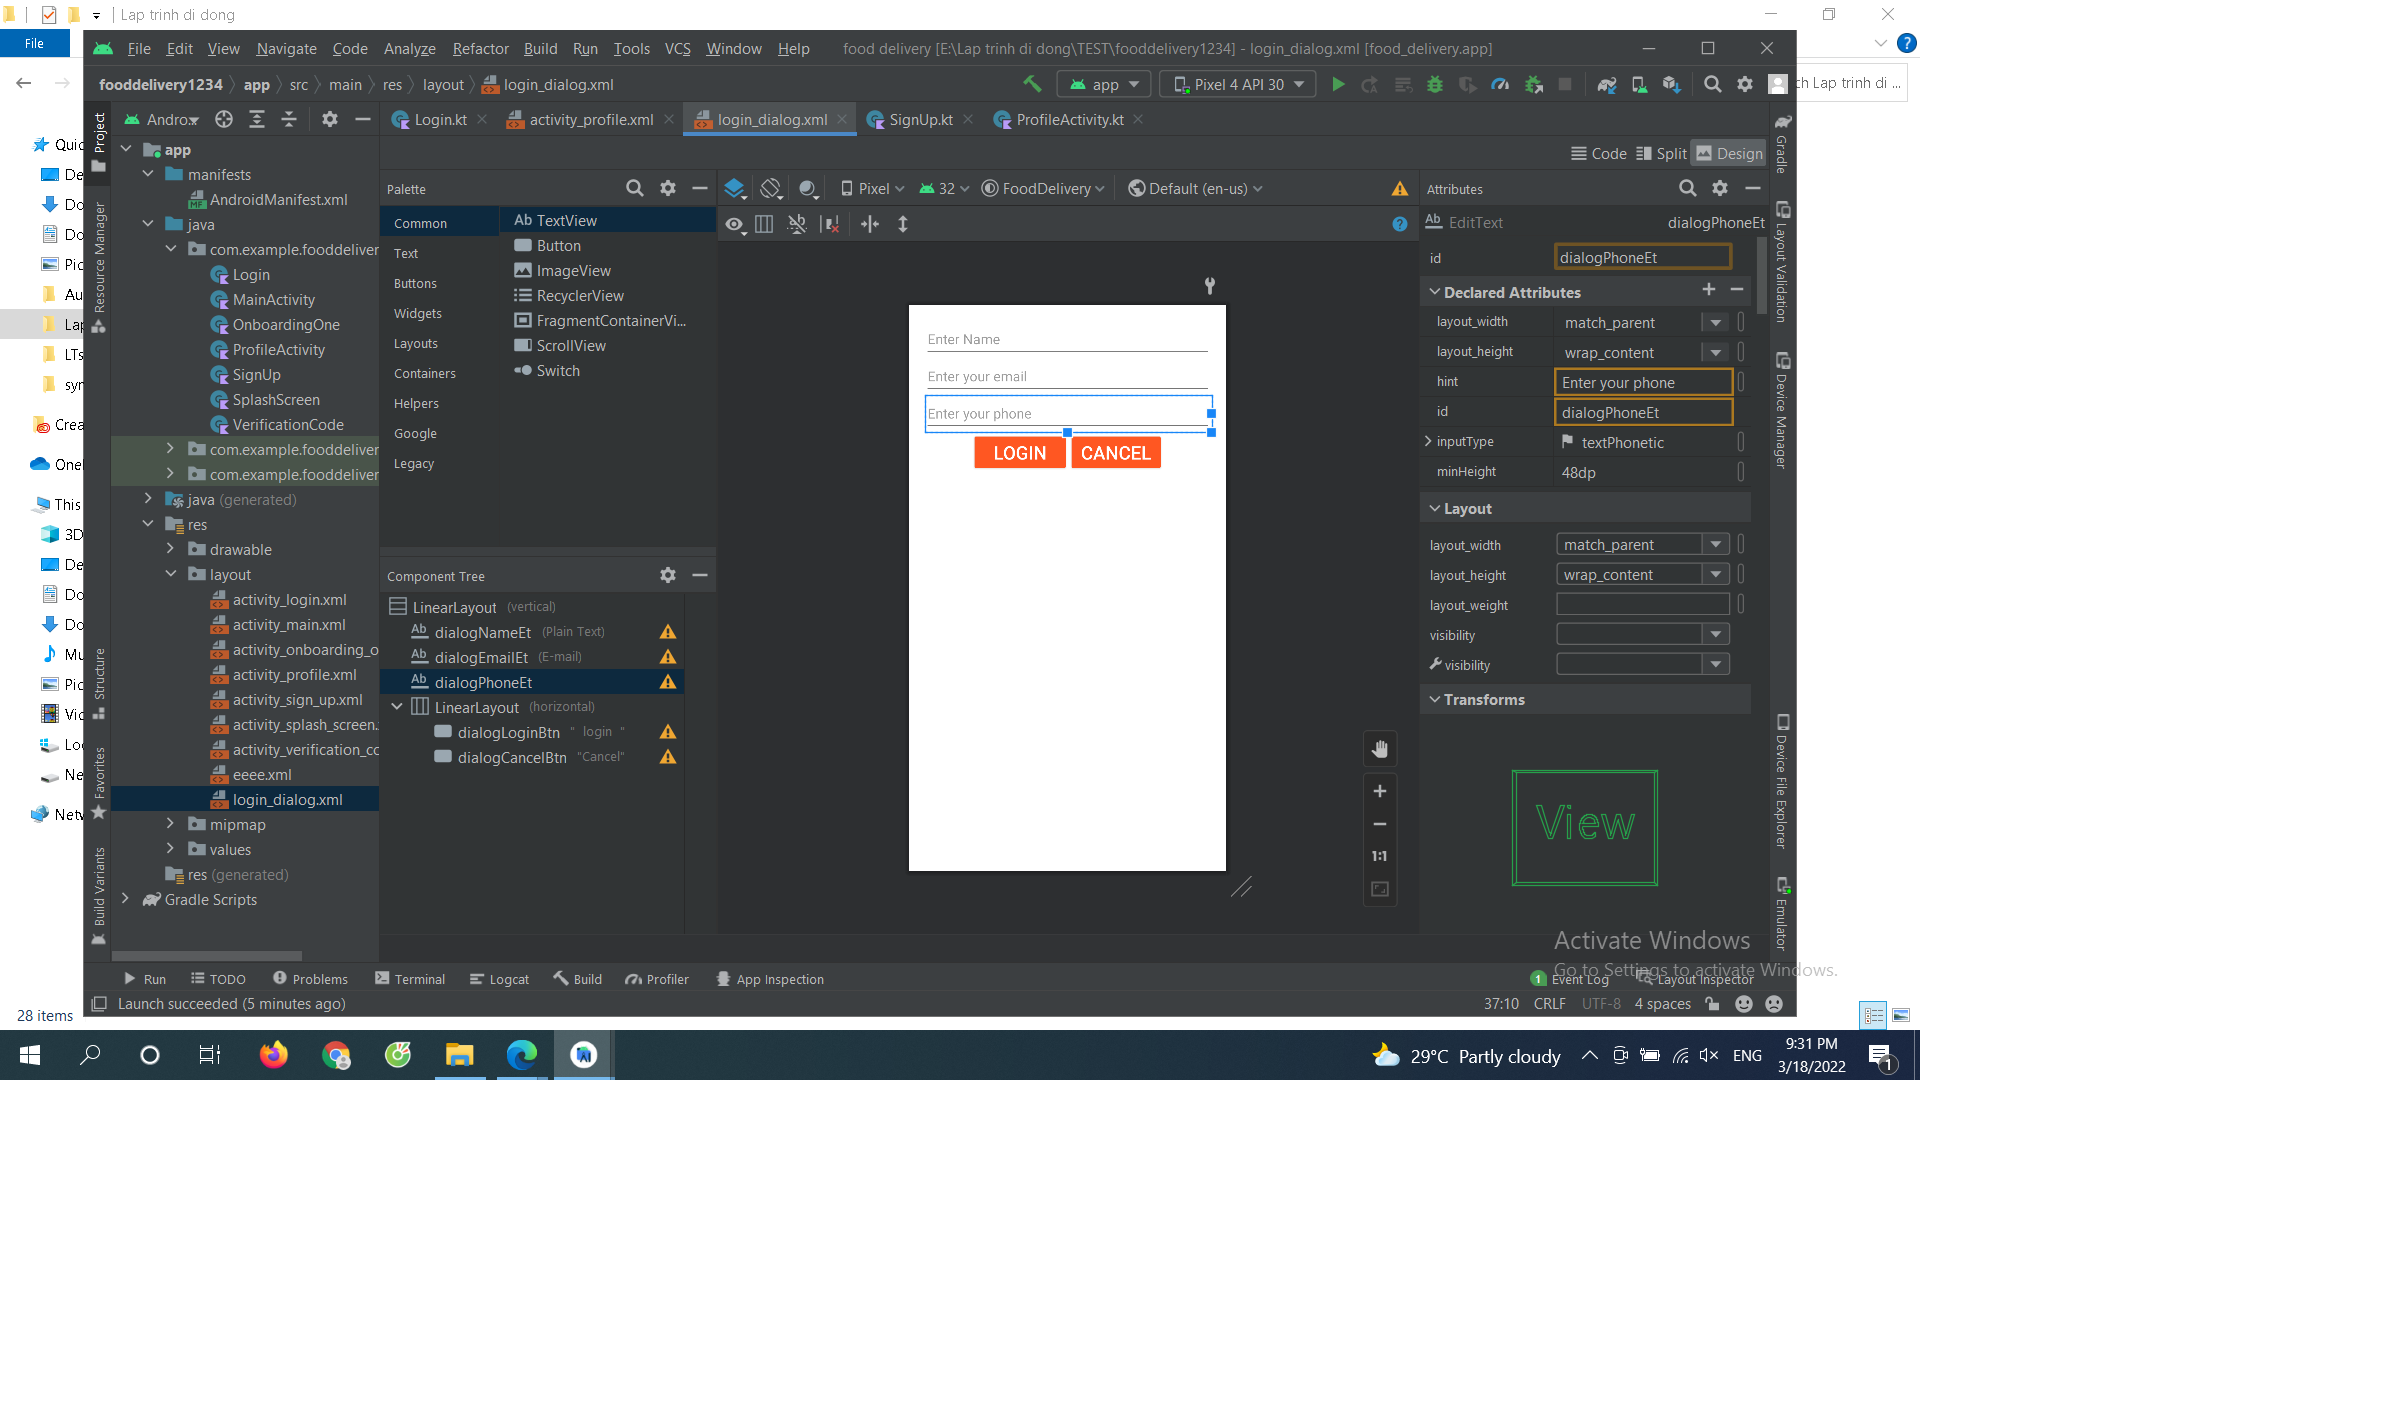 Lap trinh di dong
File
File Edit View Navigate Code Analyze Refactor Build Run Tools VCS Window Help food delivery [E:\Lap trinh di dong\TEST\fooddelivery1234] - login_dialog.xml [food_delivery.app]
fooddelivery1234 app src main res layout login_dialog.xml
app Pixel 4 API 30
ch Lap trinh di ...
Andro...
Login.kt activity_profile.xml login_dialog.xml SignUp.kt ProfileActivity.kt
Code Split Design
Project
Resource Manager
Structure
Favorites
Build Variants
Quic
De
Do
Do
Pic
Au
Lap
LTs
syn
Crea
OneI
This
3D
De
Do
Do
Mu
Pic
Vic
Lo
Ne
Netv
28 items
app
manifests
AndroidManifest.xml
java
com.example.fooddeliver
Login
MainActivity
OnboardingOne
ProfileActivity
SignUp
SplashScreen
VerificationCode
com.example.fooddeliver
com.example.fooddeliver
java (generated)
res
drawable
layout
activity_login.xml
activity_main.xml
activity_onboarding_o
activity_profile.xml
activity_sign_up.xml
activity_splash_screen.
activity_verification_cc
eeee.xml
login_dialog.xml
mipmap
values
res (generated)
Gradle Scripts
Palette
Common
Text
Buttons
Widgets
Layouts
Containers
Helpers
Google
Legacy
Ab TextView
Button
ImageView
RecyclerView
FragmentContainerVi...
ScrollView
Switch
Component Tree
LinearLayout (vertical)
Ab dialogNameEt (Plain Text)
Ab dialogEmailEt (E-mail)
Ab dialogPhoneEt
LinearLayout (horizontal)
dialogLoginBtn " login "
dialogCancelBtn "Cancel"
Pixel 32 FoodDelivery Default (en-us)
Enter Name
Enter your email
Enter your phone
LOGIN CANCEL
1:1
Attributes
Ab EditText dialogPhoneEt
id dialogPhoneEt
Declared Attributes
layout_width match_parent
layout_height wrap_content
hint Enter your phone
id dialogPhoneEt
inputType textPhonetic
minHeight 48dp
Layout
layout_width match_parent
layout_height wrap_content
layout_weight
visibility
visibility
Transforms
View
Gradle
Layout Validation
Device Manager
Device File Explorer
Emulator
Activate Windows
Go to Settings to activate Windows.
Run TODO Problems Terminal Logcat Build Profiler App Inspection
1 Event Log Layout Inspector
Launch succeeded (5 minutes ago)
37:10 CRLF UTF-8 4 spaces
29°C Partly cloudy ENG
9:31 PM
3/18/2022
1